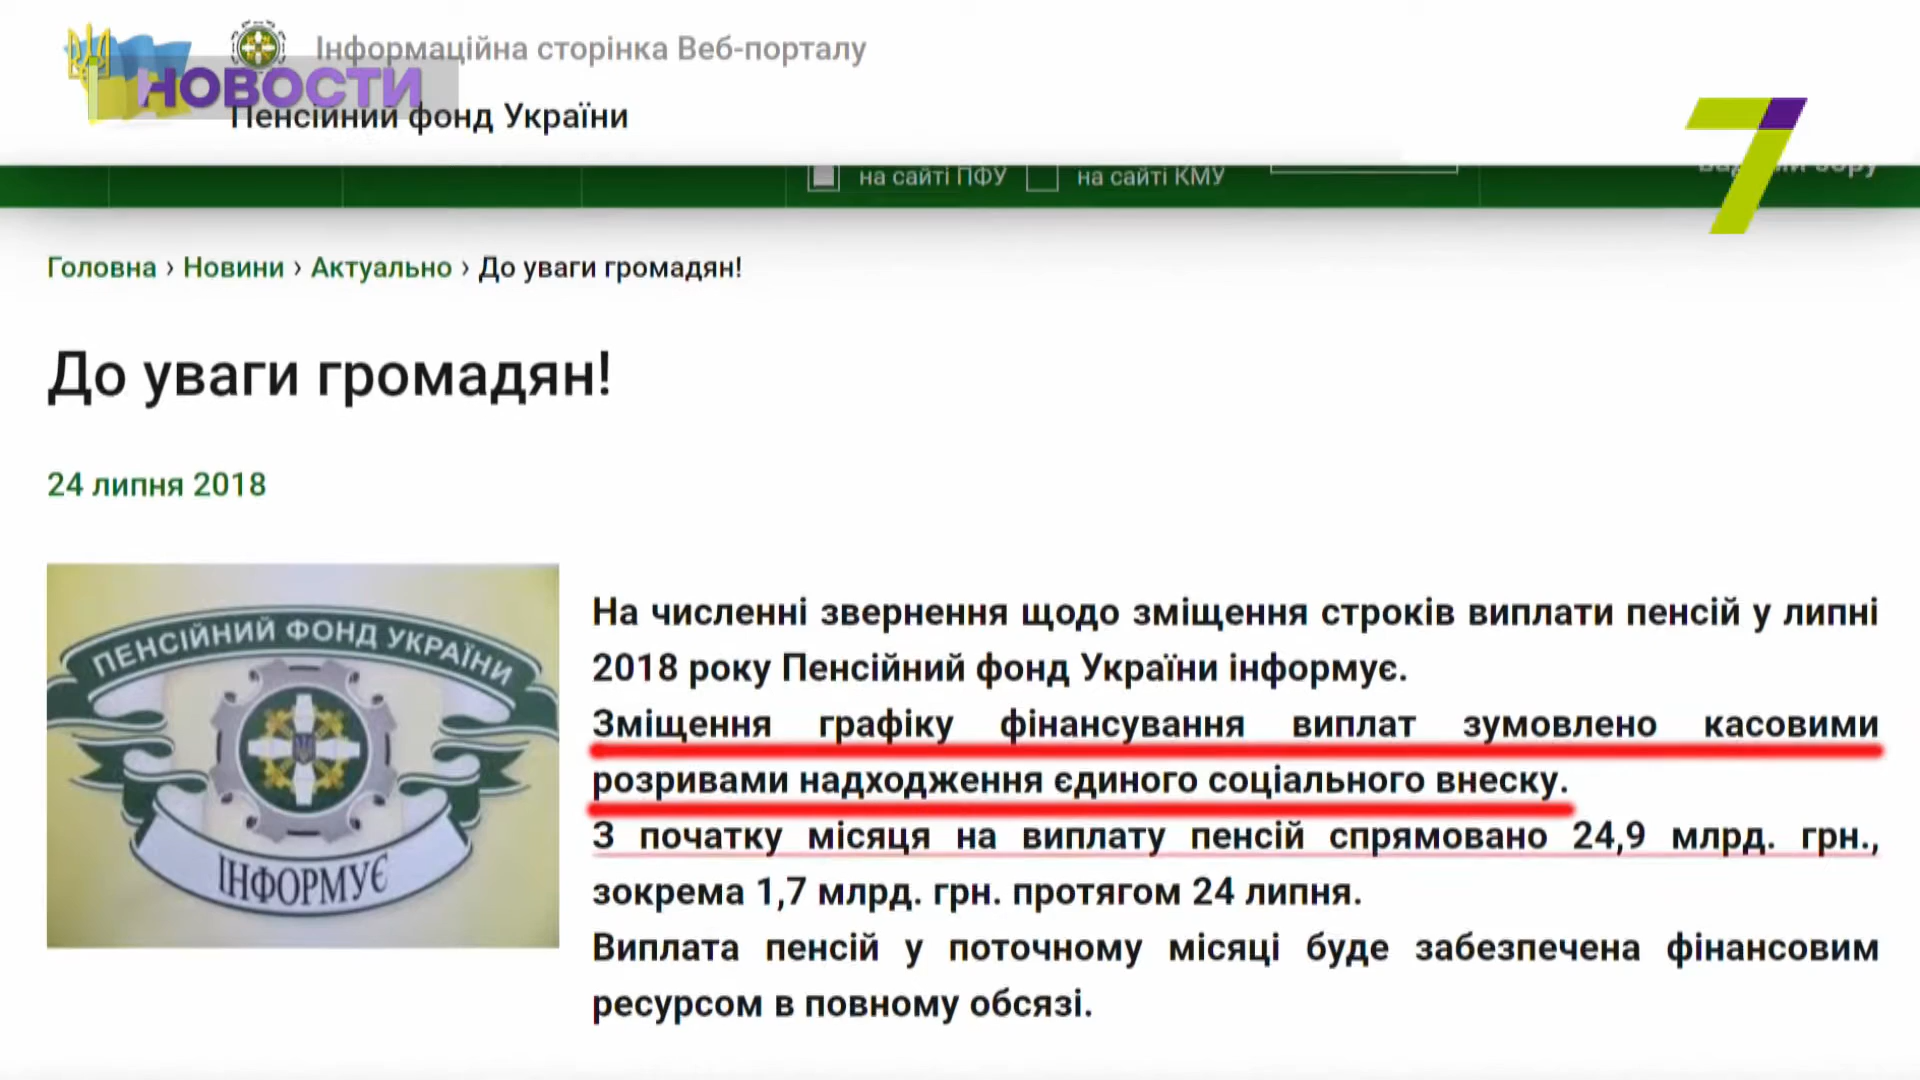 Інформаційна сторінка Веб-порталу
НОВОСТИ
Пенсійний фонд України
7
на сайті ПФУ на сайті КМУ
Головна › Новини › Актуально › До уваги громадян!
До уваги громадян!
24 липня 2018
ПЕНСІЙНИЙ ФОНД УКРАЇНИ
ІНФОРМУЄ
На численні звернення щодо зміщення строків виплати пенсій у липні
2018 року Пенсійний фонд України інформує.
Зміщення графіку фінансування виплат зумовлено касовими
розривами надходження єдиного соціального внеску.
З початку місяця на виплату пенсій спрямовано 24,9 млрд. грн.,
зокрема 1,7 млрд. грн. протягом 24 липня.
Виплата пенсій у поточному місяці буде забезпечена фінансовим
ресурсом в повному обсязі.